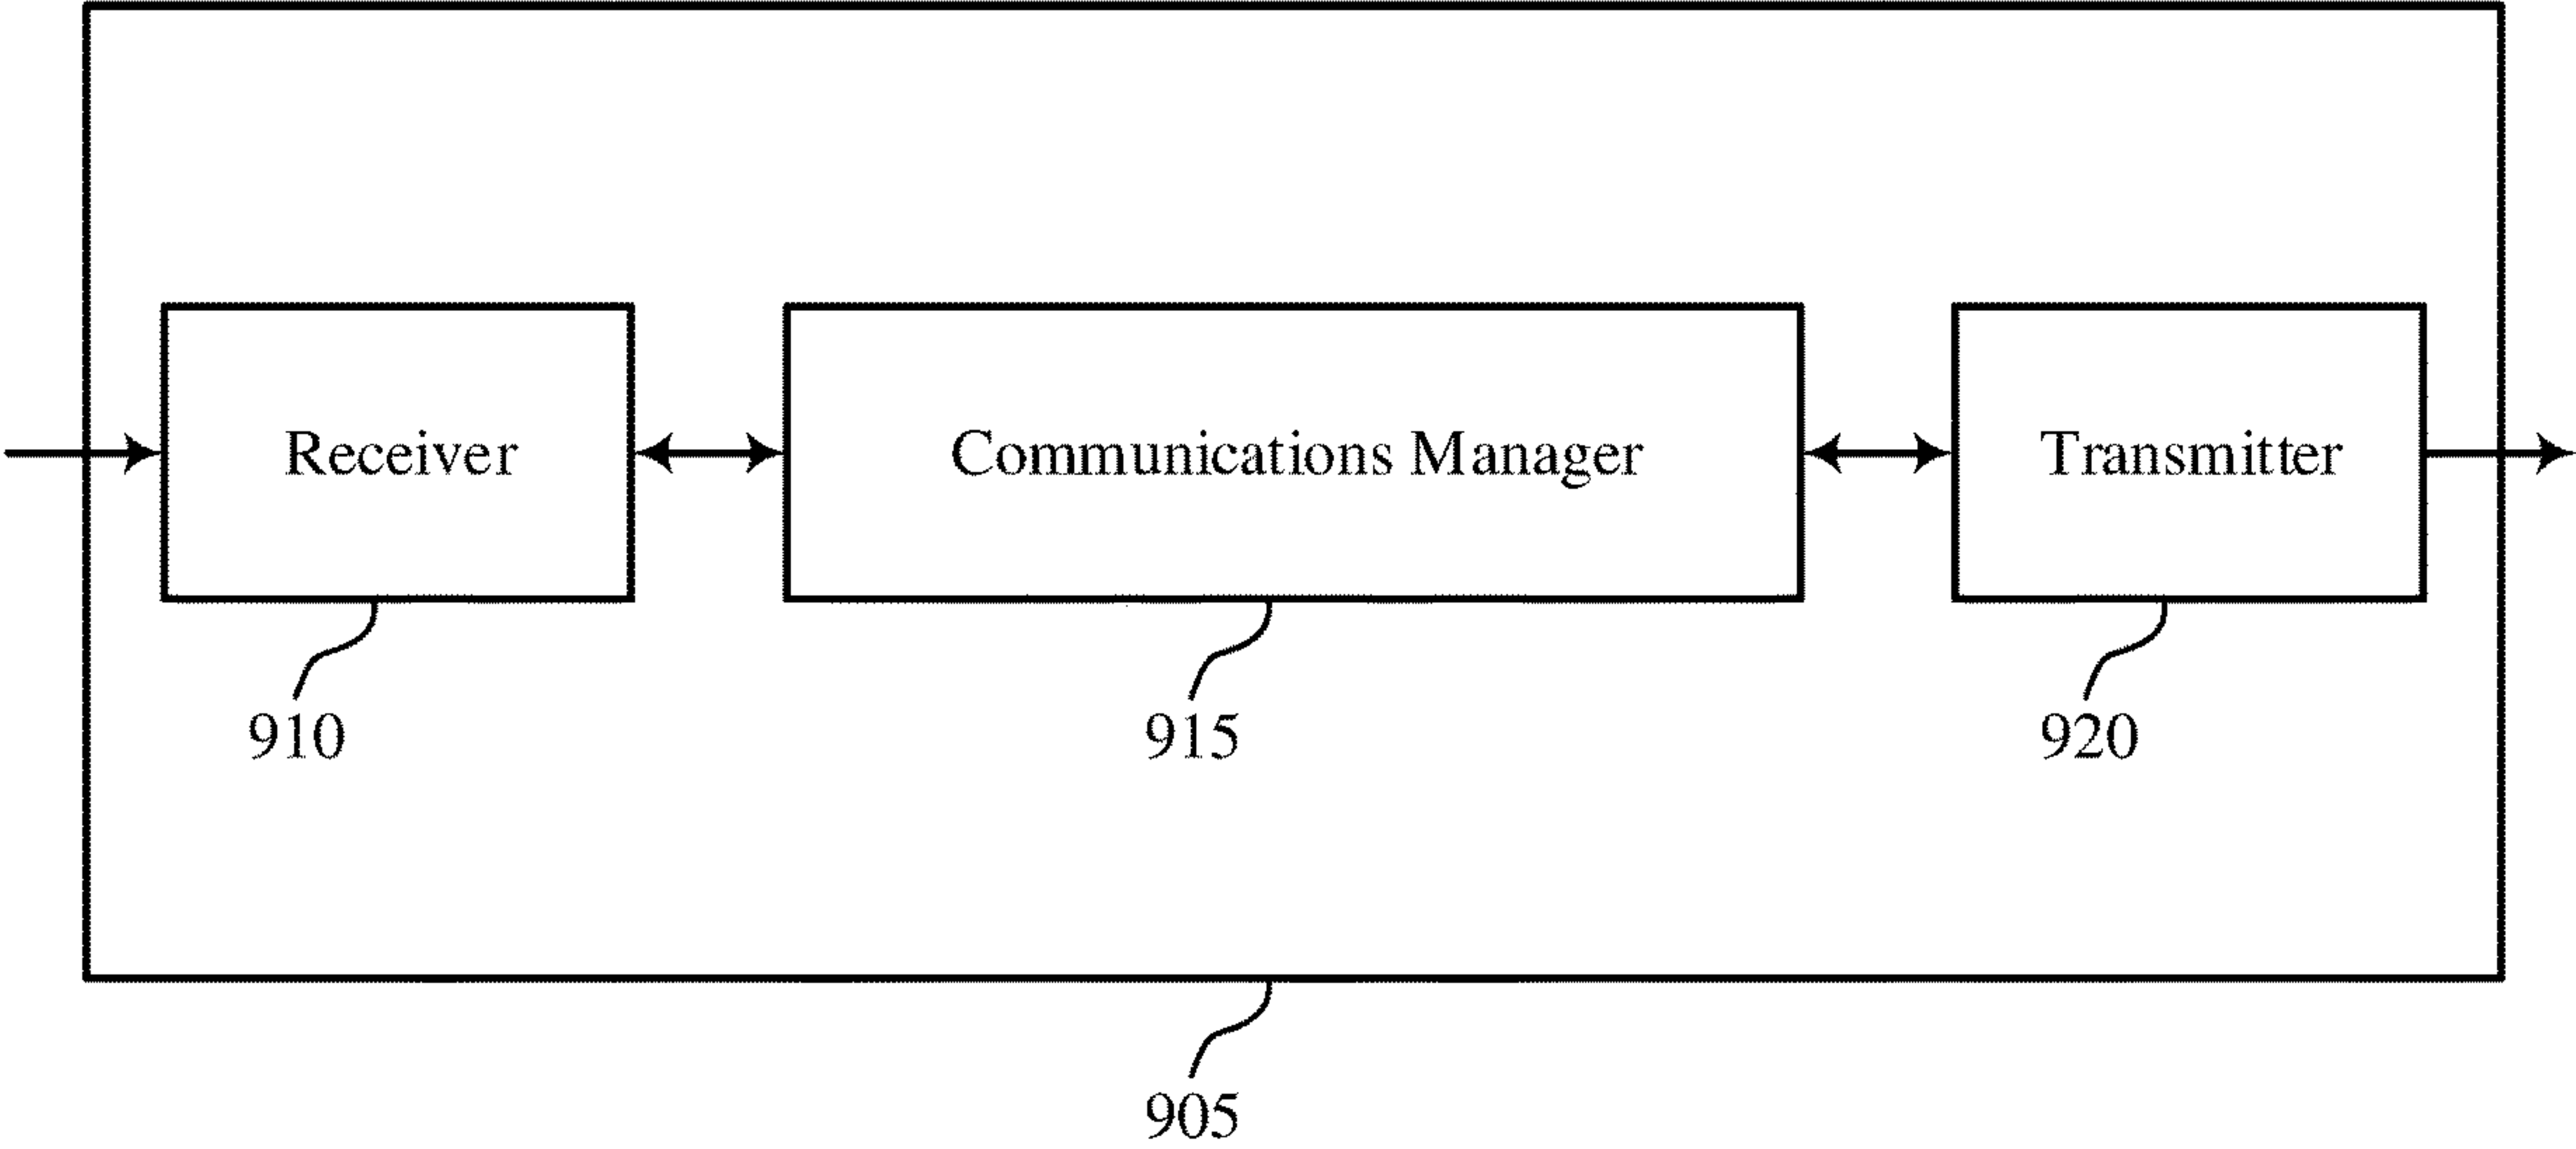 Receiver
Communications Manager
Transmitter
910
915
920
905